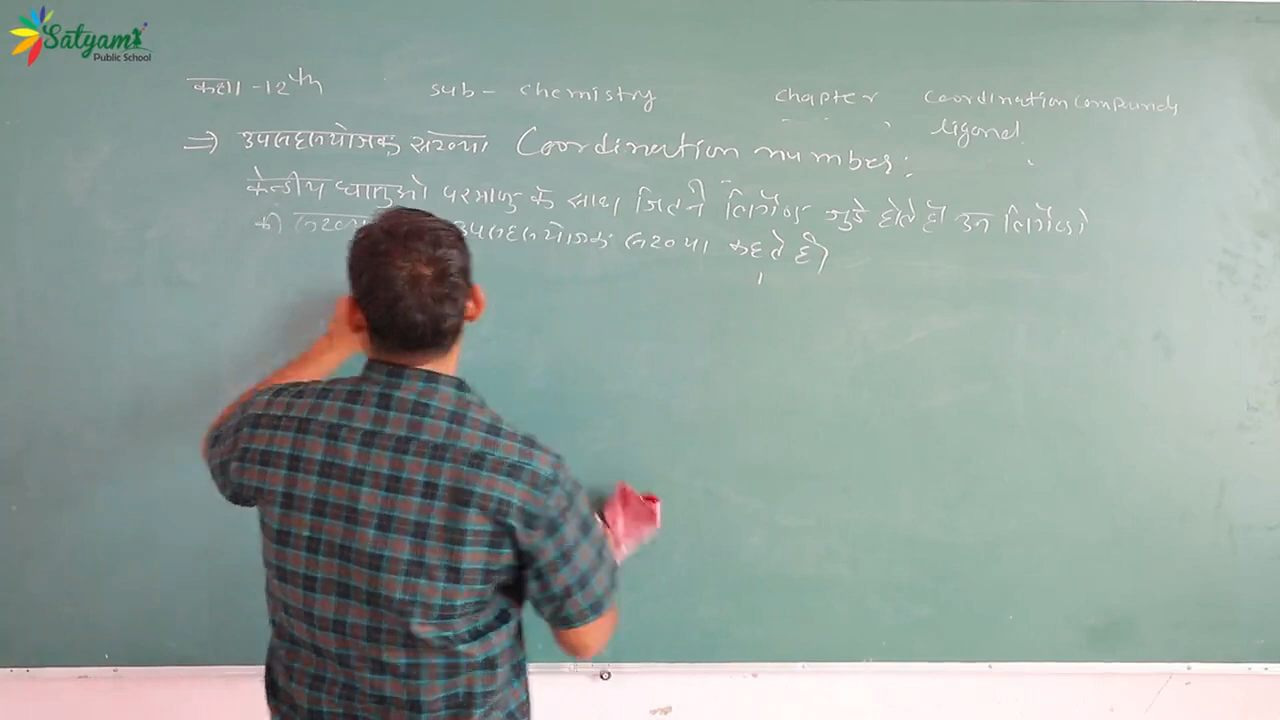 Satyam
Public School
कक्षा - 12th sub - chemistry chapter coordination compounds
ligand
⇒ उपसहसंयोजक संख्या Coordination number:
केन्द्रीय धातुओ परमाणु के साथ जितने लिगेण्ड जुडे होते है उन लिगेण्डो
की संख्या उपसहसंयोजक संख्या कहते है।